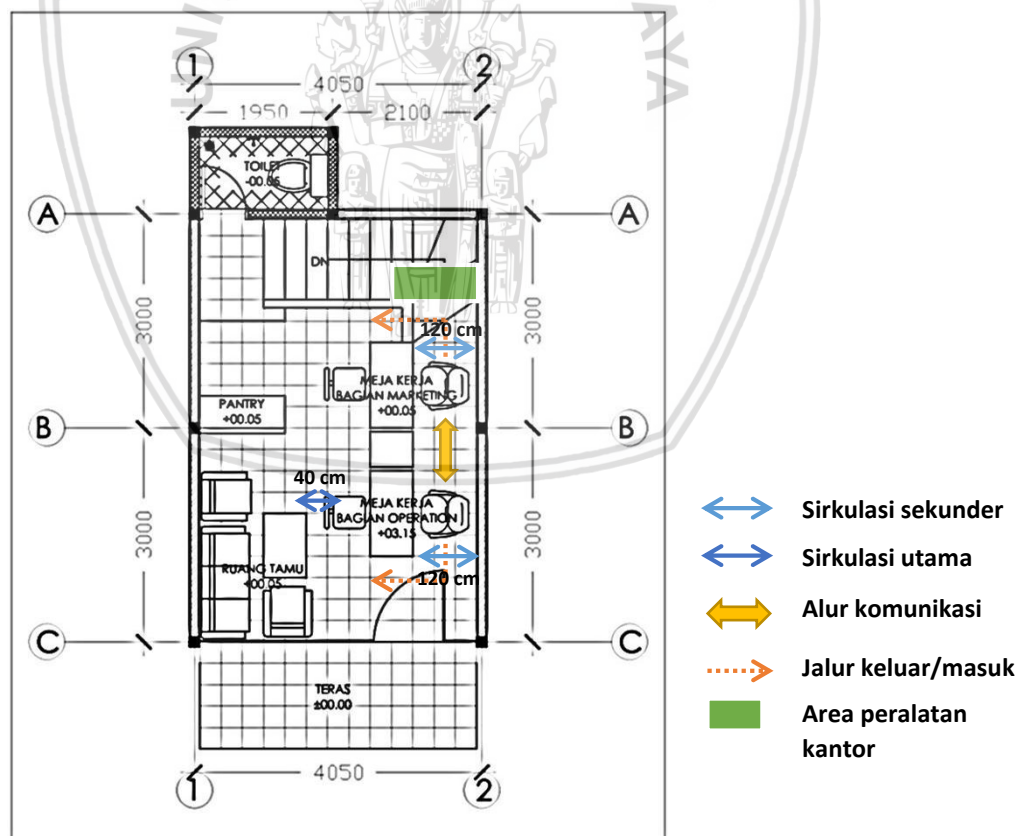 1
2
4050
1950
2100
TOILET
-00.05
A
A
DN
3000
3000
120 cm
MEJA KERJA
BAGIAN MARKETING
+00.05
PANTRY
+00.05
B
B
40 cm
MEJA KERJA
BAGIAN OPERATION
+03.15
3000
3000
RUANG TAMU
+00.05
120 cm
C
C
TERAS
±00.00
4050
1
2
Sirkulasi sekunder
Sirkulasi utama
Alur komunikasi
Jalur keluar/masuk
Area peralatan
kantor
AYA